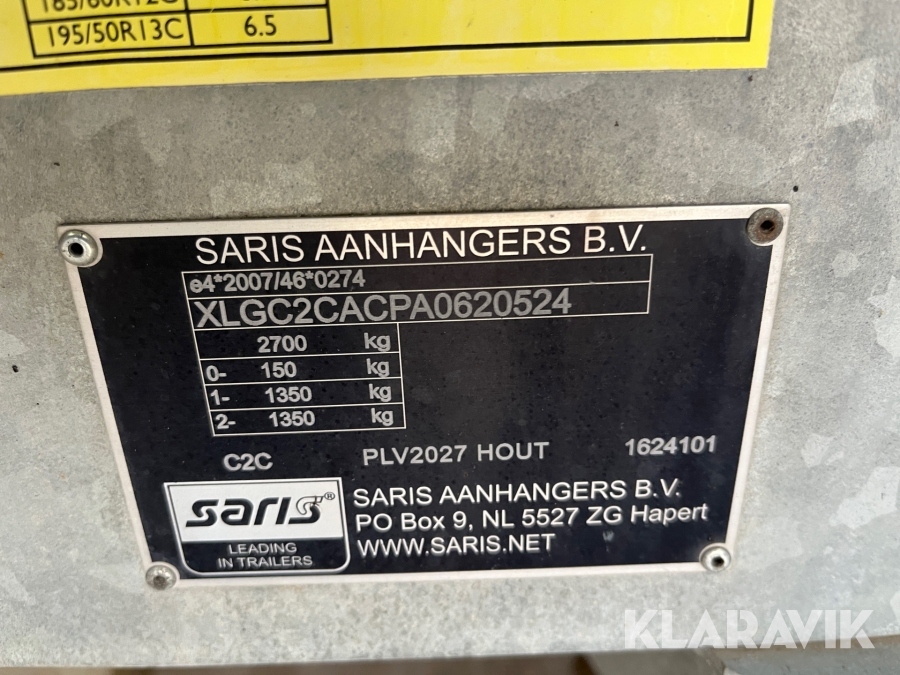 195/50R13C 6.5
SARIS AANHANGERS B.V.
e4*2007/46*0274
XLGC2CACPA0620524
2700 kg
0- 150 kg
1- 1350 kg
2- 1350 kg
C2C PLV2027 HOUT 1624101
saris®
LEADING
IN TRAILERS
SARIS AANHANGERS B.V.
PO Box 9, NL 5527 ZG Hapert
WWW.SARIS.NET
KLARAVIK